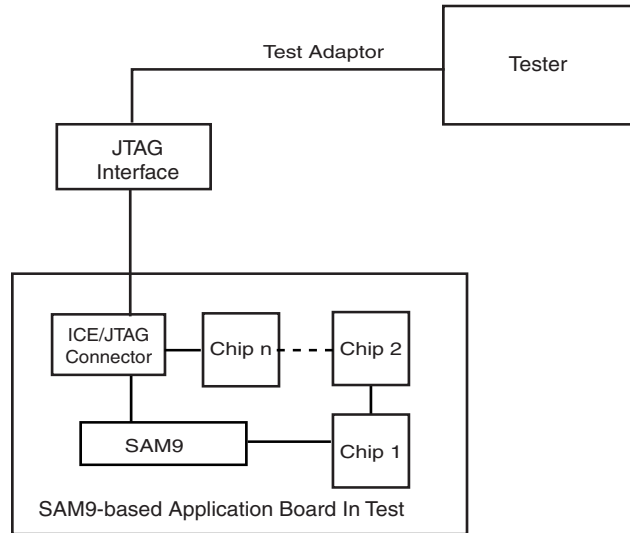 Test Adaptor
Tester
JTAG
Interface
ICE/JTAG
Connector
Chip n
Chip 2
SAM9
Chip 1
SAM9-based Application Board In Test